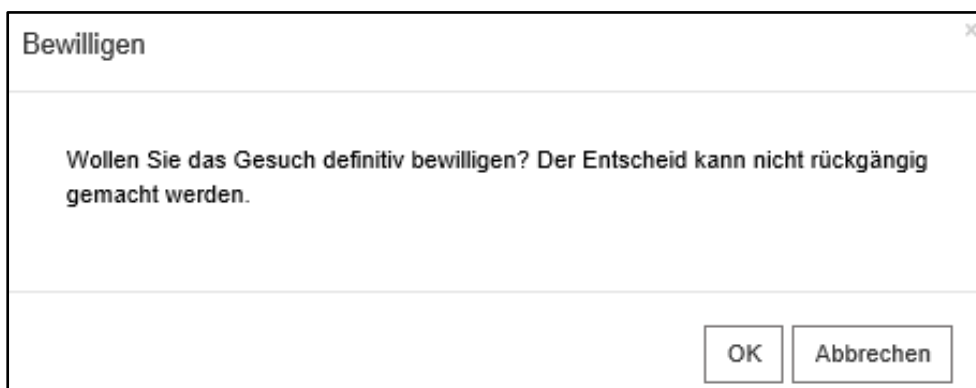 Bewilligen
Wollen Sie das Gesuch definitiv bewilligen? Der Entscheid kann nicht rückgängig
gemacht werden.
OK Abbrechen